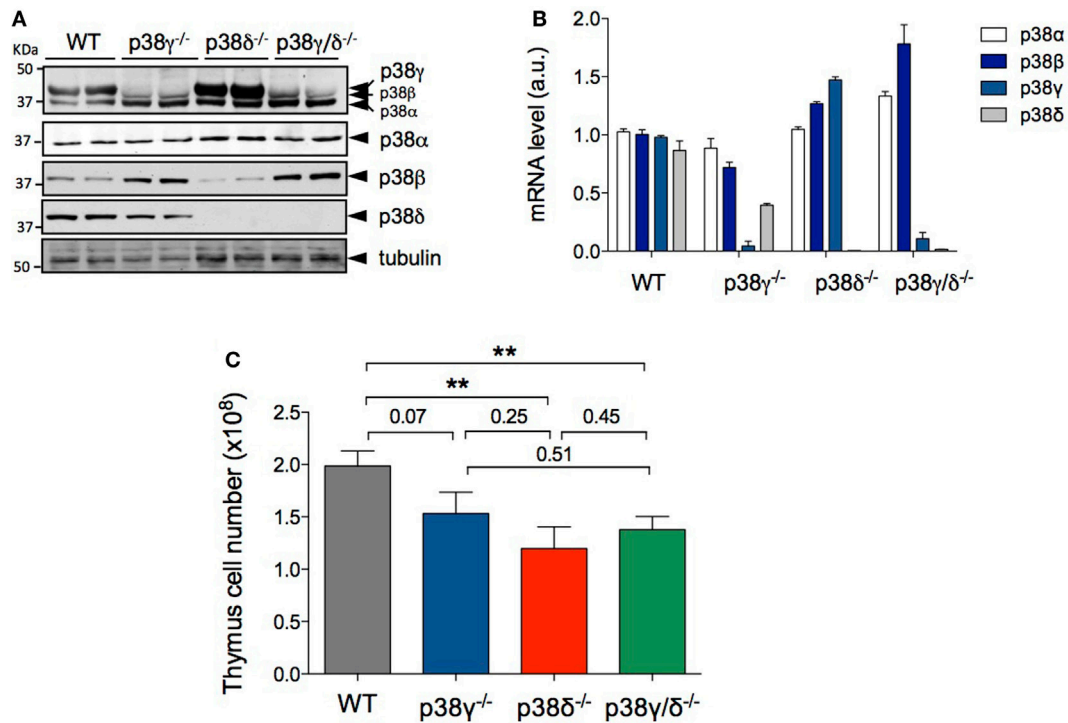 A
WT p38γ-/- p38δ-/- p38γ/δ-/-
KDa
50
37
p38γ
p38β
p38α
37
p38α
37
p38β
37
p38δ
50
tubulin
B
mRNA level (a.u.)
2.0
1.5
1.0
0.5
0.0
WT p38γ-/- p38δ-/- p38γ/δ-/-
p38α
p38β
p38γ
p38δ
C
**
**
0.07 0.25 0.45
0.51
Thymus cell number (x10⁸)
2.5
2.0
1.5
1.0
0.5
0.0
WT p38γ-/- p38δ-/- p38γ/δ-/-